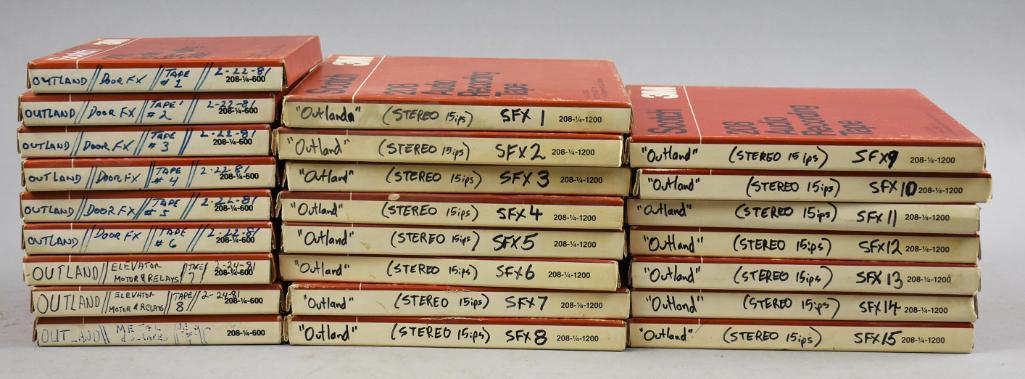 OUTLAND // DOOR FX // TAPE #1 // 2-22-81 208-¼-600
OUTLAND // DOOR FX // TAPE #2 // 2-22-81 208-¼-600
OUTLAND // DOOR FX // TAPE #3 // 2-22-81 208-¼-600
OUTLAND // DOOR FX // TAPE #4 // 2-22-81 208-¼-600
OUTLAND // DOOR FX // TAPE #5 // 2-22-81 208-¼-600
OUTLAND // DOOR FX // TAPE #6 // 2-22-81 208-¼-600
OUTLAND // ELEVATOR MOTOR & RELAYS // TAPE 7 // 2-24-81 208-¼-600
OUTLAND // ELEVATOR MOTOR & RELAYS // TAPE 8 // 2-24-81 208-¼-600
OUTLAND // METAL 208-¼-600
Scotch 3M
208
Audio
Recording
Tape
"Outland" (STEREO 15ips) SFX 1 208-¼-1200
"Outland" (STEREO 15ips) SFX 2 208-¼-1200
"Outland" (STEREO 15ips) SFX 3 208-¼-1200
"Outland" (STEREO 15ips) SFX 4 208-¼-1200
"Outland" (STEREO 15ips) SFX 5 208-¼-1200
"Outland" (STEREO 15ips) SFX 6 208-¼-1200
"Outland" (STEREO 15ips) SFX 7 208-¼-1200
"Outland" (STEREO 15ips) SFX 8 208-¼-1200
Scotch 3M
208
Audio
Recording
Tape
"Outland" (STEREO 15ips) SFX 9 208-¼-1200
"Outland" (STEREO 15ips) SFX 10 208-¼-1200
"Outland" (STEREO 15ips) SFX 11 208-¼-1200
"Outland" (STEREO 15ips) SFX 12 208-¼-1200
"Outland" (STEREO 15ips) SFX 13 208-¼-1200
"Outland" (STEREO 15ips) SFX 14 208-¼-1200
"Outland" (STEREO 15ips) SFX 15 208-¼-1200